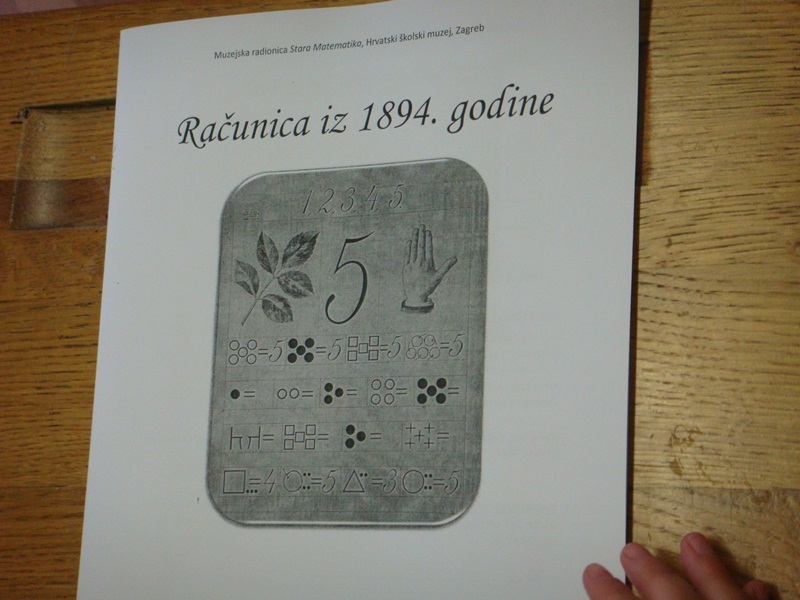 Muzejska radionica Stara Matematika, Hrvatski školski muzej, Zagreb
Računica iz 1894. godine
1, 2, 3, 4, 5.
5
=5 =5 =5 =5
= = = = =
= = = =
=4 =5 =3 =5